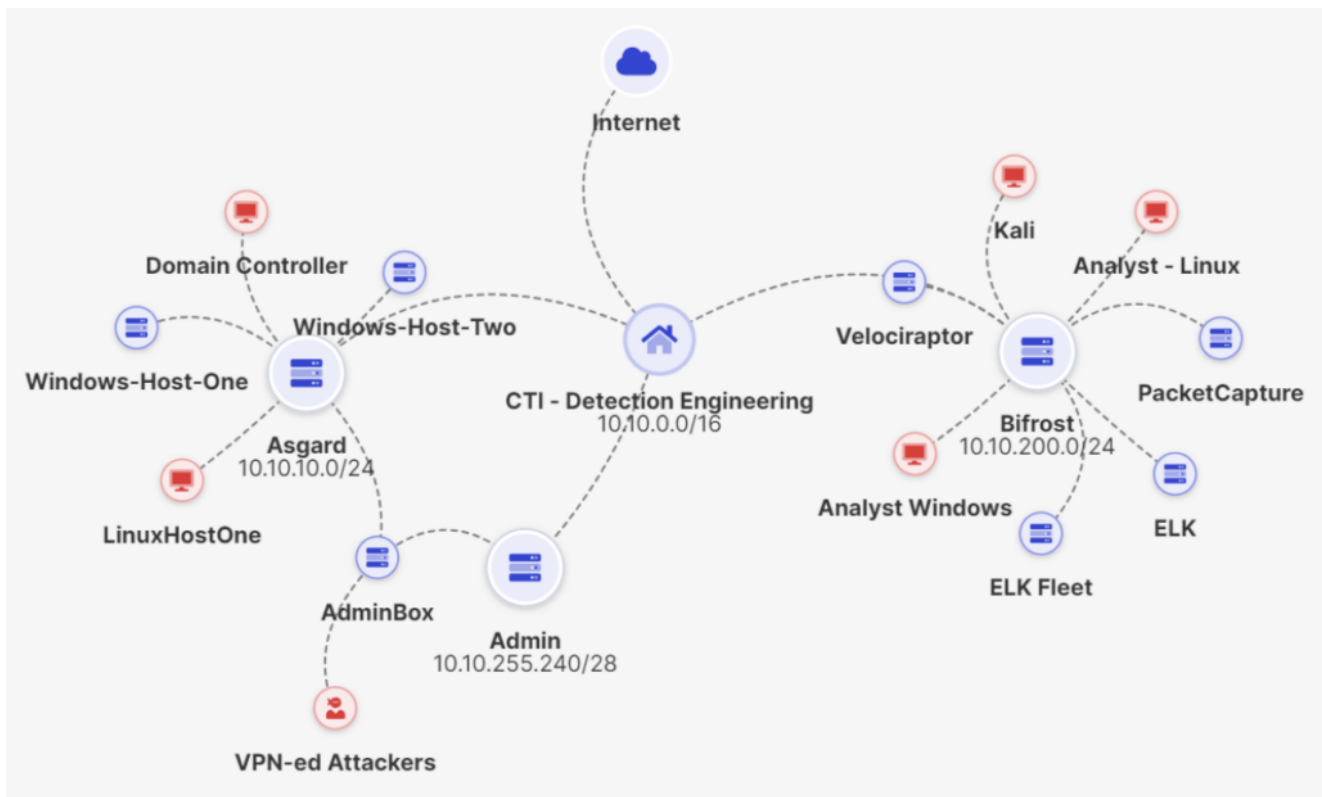 Internet
Kali
Domain Controller
Analyst - Linux
Windows-Host-Two
Velociraptor
Windows-Host-One
PacketCapture
CTI - Detection Engineering
10.10.0.0/16
Bifrost
10.10.200.0/24
Asgard
10.10.10.0/24
Analyst Windows
LinuxHostOne
ELK
ELK Fleet
AdminBox
Admin
10.10.255.240/28
VPN-ed Attackers